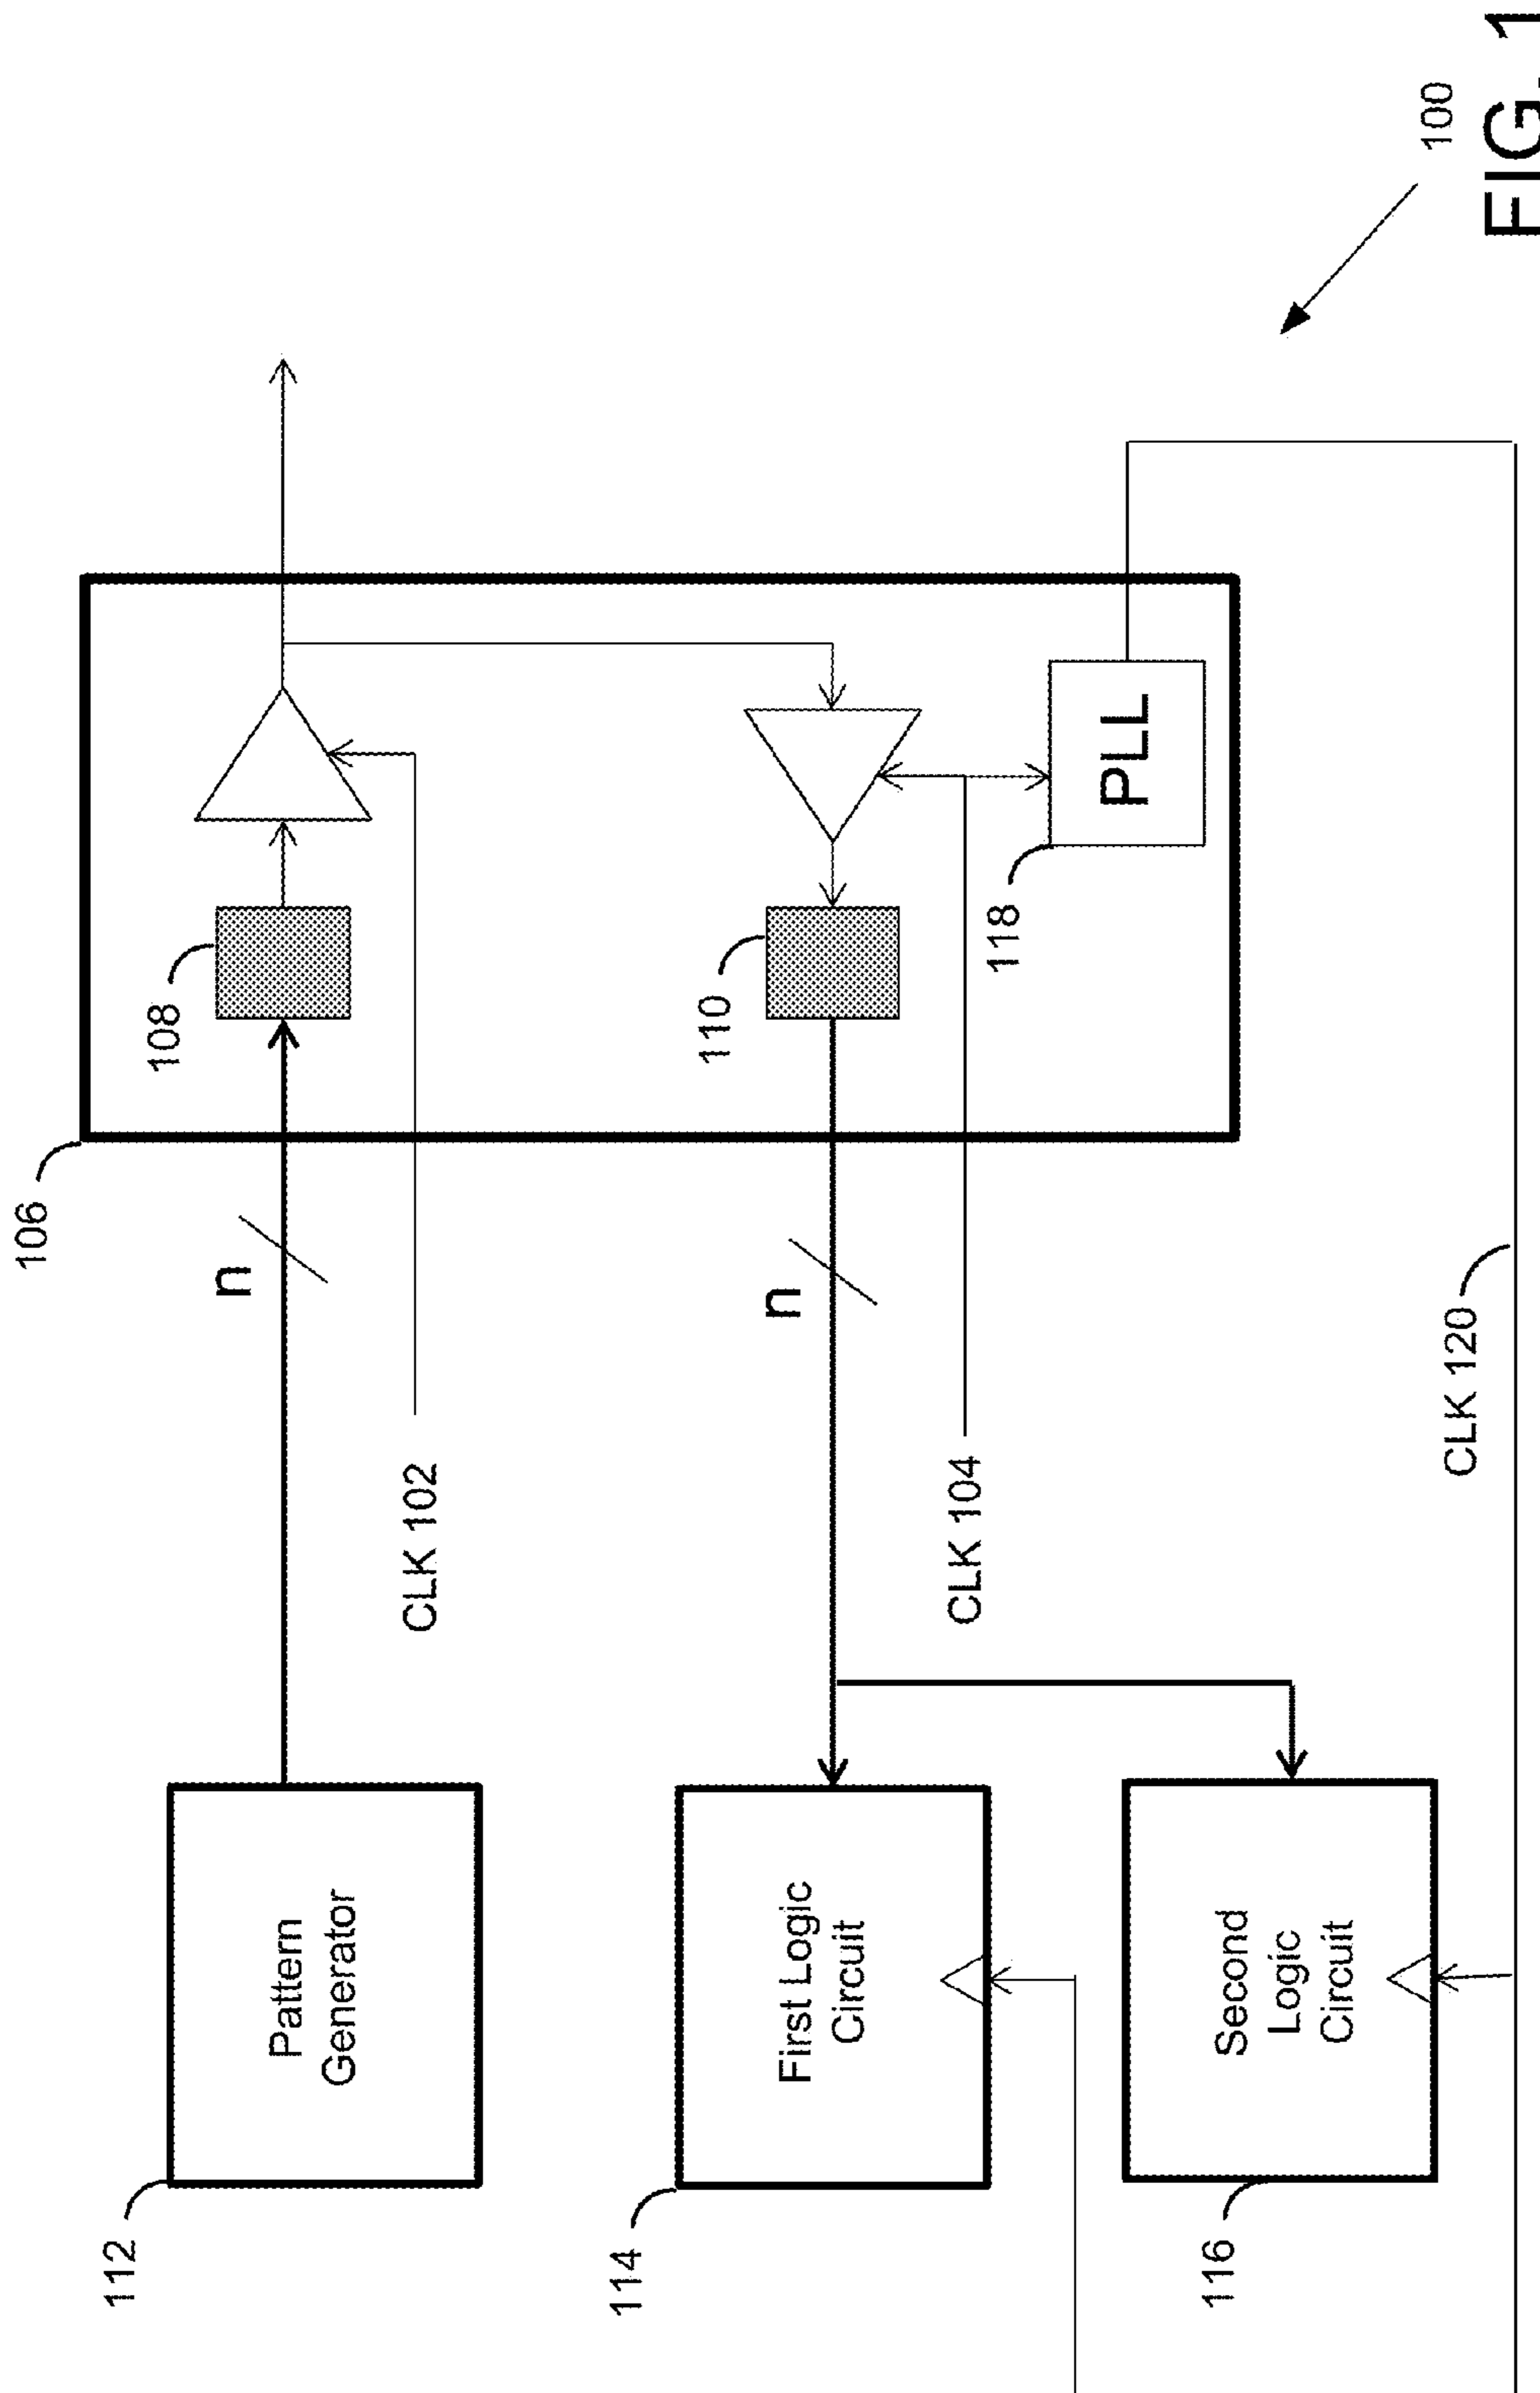 112
Pattern
Generator
n
106
108
CLK 102
114
First Logic
Circuit
n
110
CLK 104
116
Second
Logic
Circuit
118
PLL
CLK 120
100
FIG. 1